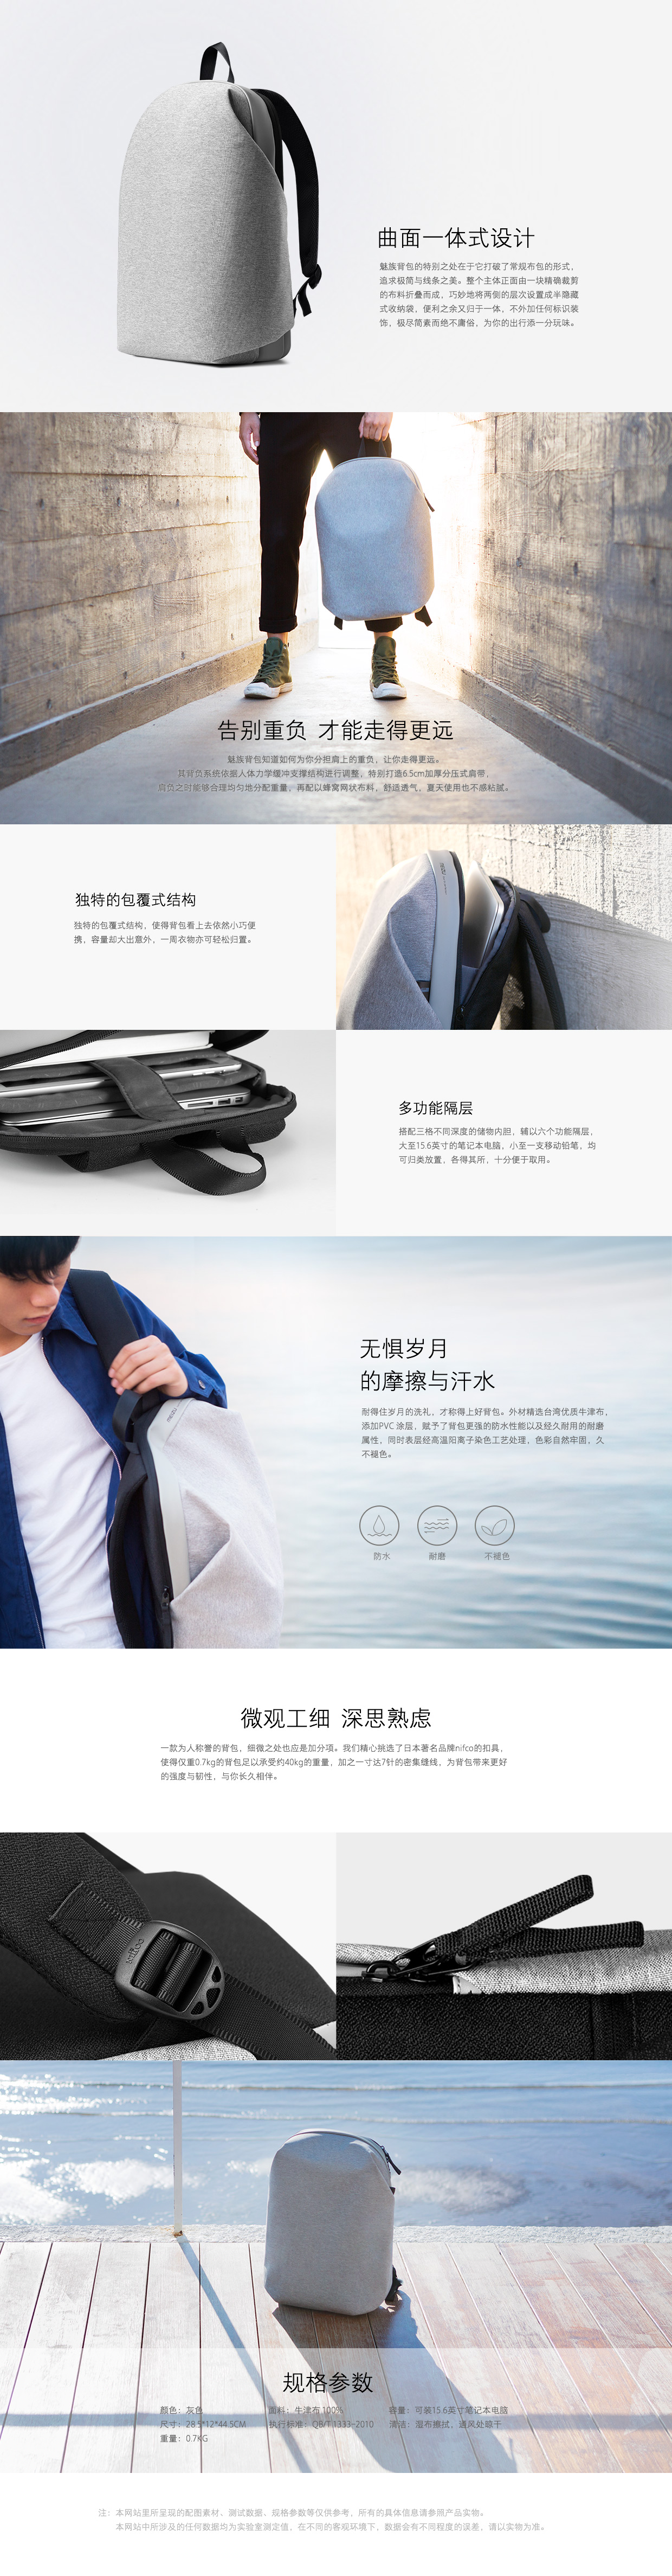 曲面一体式设计
魅族背包的特别之处在于它打破了常规布包的形式，
追求极简与线条之美。整个主体正面由一块精确裁剪
的布料折叠而成，巧妙地将两侧的层次设置成半隐藏
式收纳袋，便利之余又归于一体，不外加任何标识装
饰，极尽简素而绝不庸俗，为你的出行添一分玩味。
告别重负 才能走得更远
魅族背包知道如何为你分担肩上的重负，让你走得更远。
其背负系统依据人体力学缓冲支撑结构进行调整，特别打造6.5cm加厚分压式肩带，
肩负之时能够合理均匀地分配重量，再配以蜂窝网状布料，舒适透气，夏天使用也不感粘腻。
独特的包覆式结构
独特的包覆式结构，使得背包看上去依然小巧便
携，容量却大出意外，一周衣物亦可轻松归置。
多功能隔层
搭配三格不同深度的储物内胆，辅以六个功能隔层，
大至15.6英寸的笔记本电脑，小至一支移动铅笔，均
可归类放置，各得其所，十分便于取用。
无惧岁月
的摩擦与汗水
耐得住岁月的洗礼，才称得上好背包。外材精选台湾优质牛津布，
添加PVC 涂层，赋予了背包更强的防水性能以及经久耐用的耐磨
属性，同时表层经高温阳离子染色工艺处理，色彩自然牢固，久
不褪色。
防水 耐磨 不褪色
微观工细 深思熟虑
一款为人称誉的背包，细微之处也应是加分项。我们精心挑选了日本著名品牌nifco的扣具，
使得仅重0.7kg的背包足以承受约40kg的重量，加之一寸达7针的密集缝线，为背包带来更好
的强度与韧性，与你长久相伴。
nifco
规格参数
颜色：灰色 面料：牛津布 100% 容量：可装15.6英寸笔记本电脑
尺寸：28.5*12*44.5CM 执行标准：QB/T 1333-2010 清洁：湿布擦拭，通风处晾干
重量：0.7KG
注：本网站里所呈现的配图素材、测试数据、规格参数等仅供参考，所有的具体信息请参照产品实物。
本网站中所涉及的任何数据均为实验室测定值，在不同的客观环境下，数据会有不同程度的误差，请以实物为准。